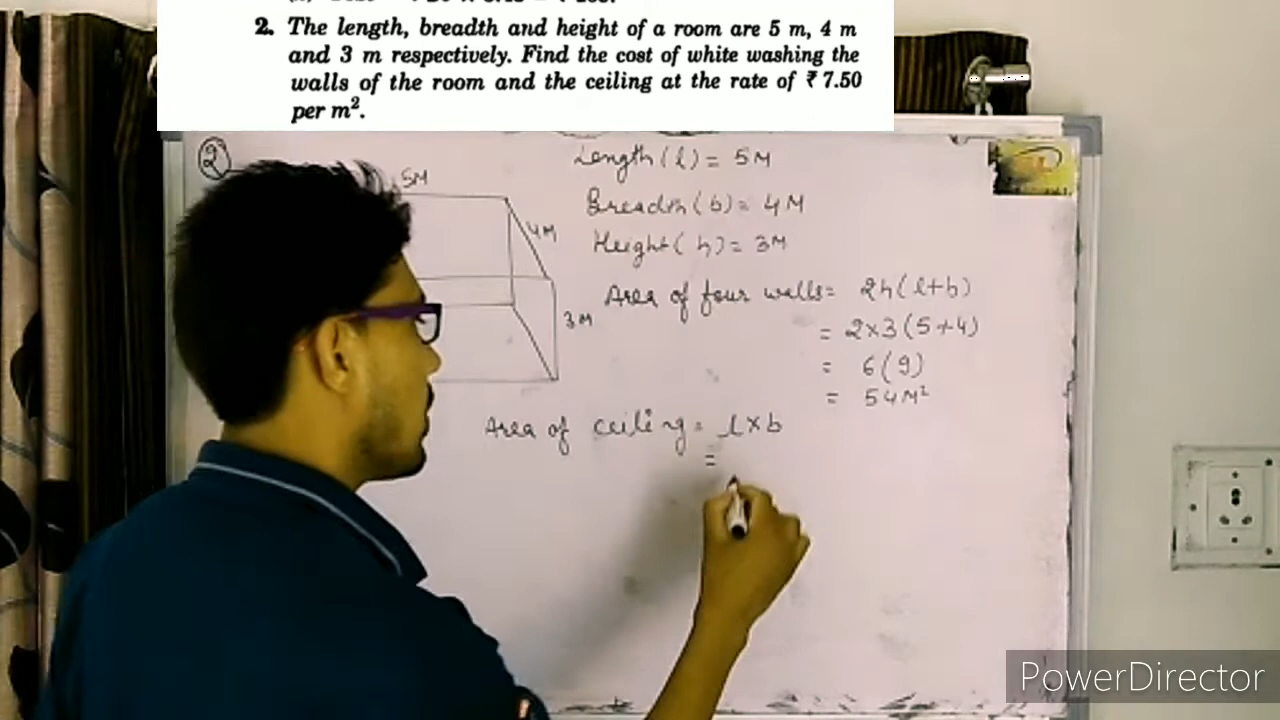 2. The length, breadth and height of a room are 5 m, 4 m
and 3 m respectively. Find the cost of white washing the
walls of the room and the ceiling at the rate of ₹ 7.50
per m².
2
5M
4M
3M
Length (l) = 5M
Breadth (b) = 4M
Height (h) = 3M
Area of four walls = 2h(l+b)
= 2×3(5+4)
= 6(9)
= 54M²
Area of ceiling = l×b
=
PowerDirector